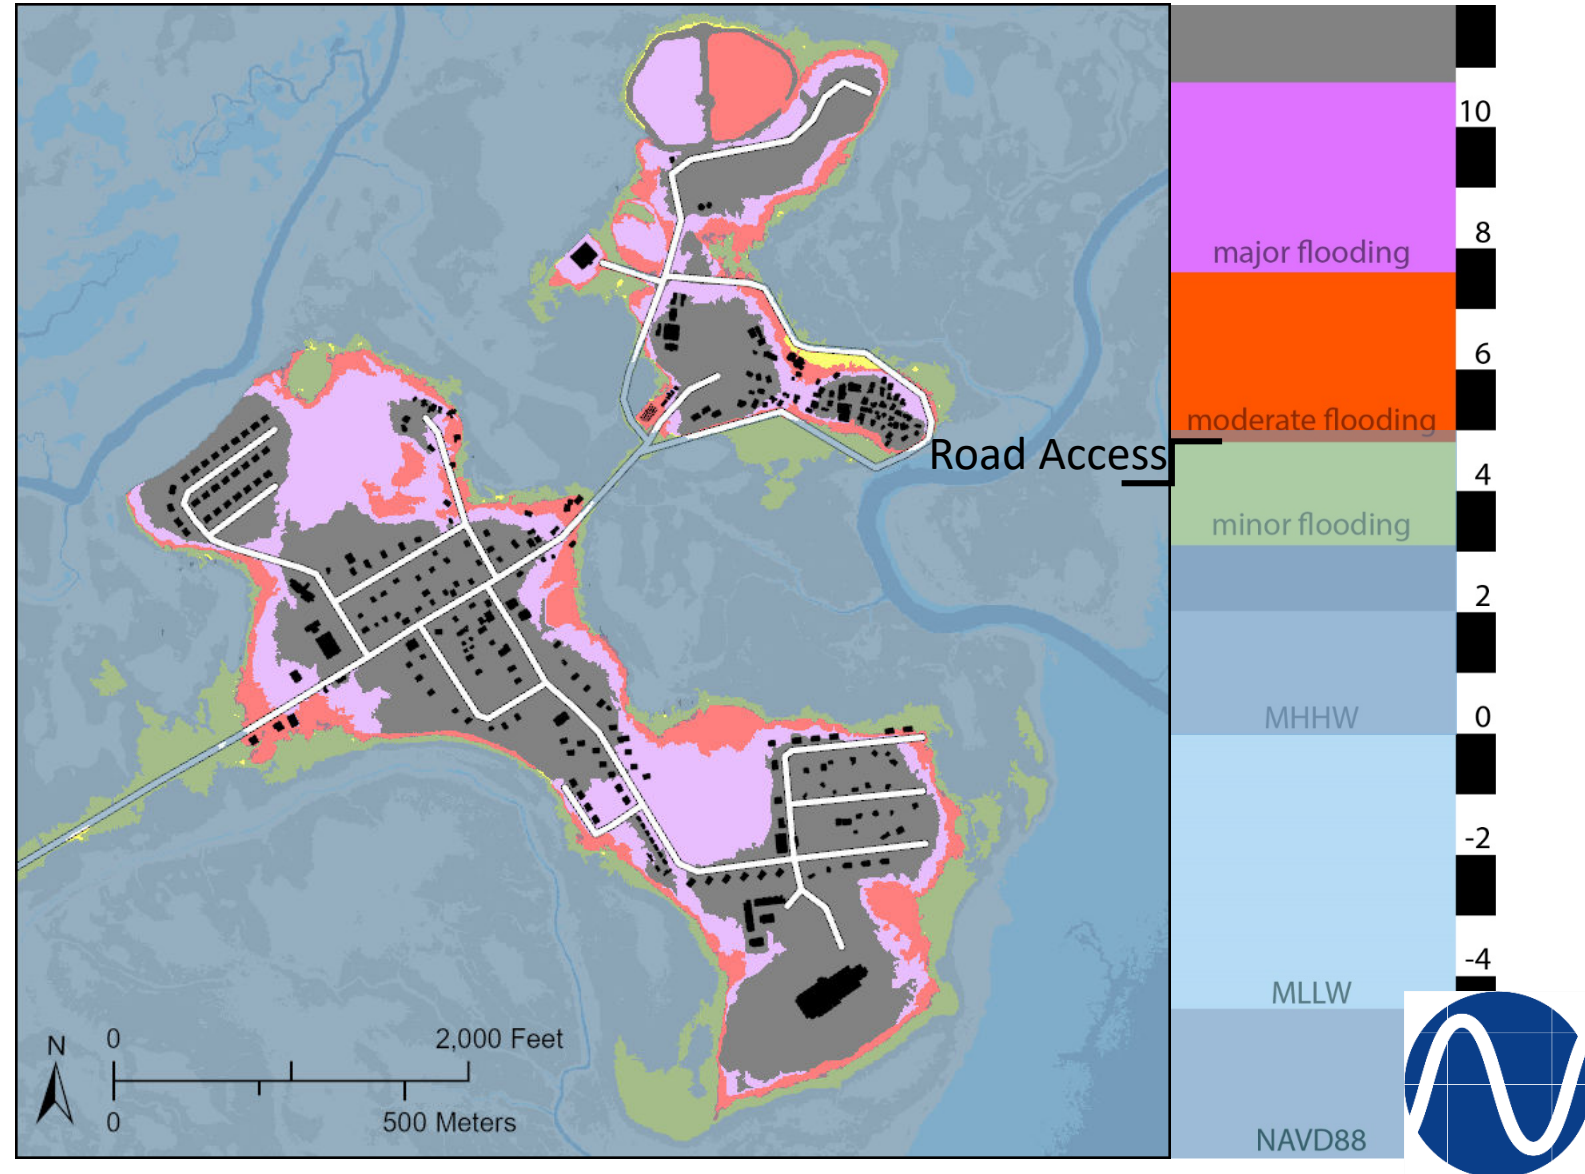 10
major flooding
8
6
moderate flooding
Road Access
4
minor flooding
2
MHHW
0
-2
-4
MLLW
NAVD88
N
0
2,000 Feet
0
500 Meters